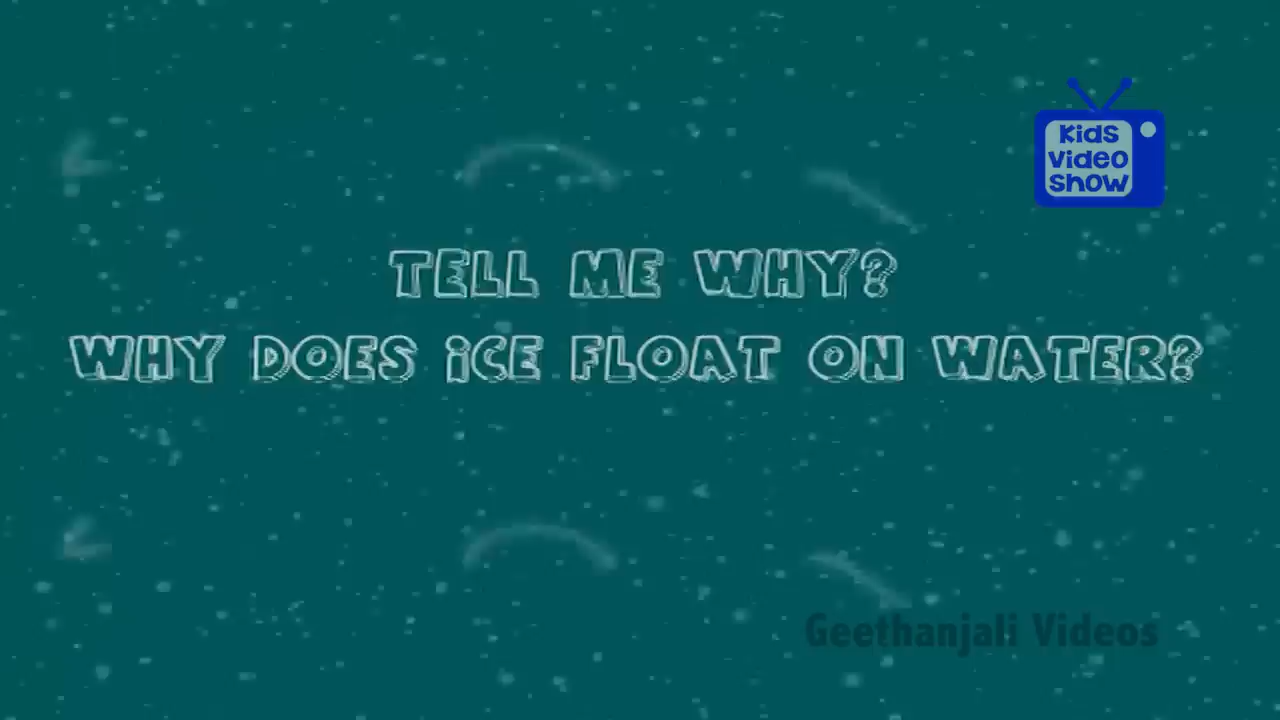 Kids
Video
Show
TELL ME WHY?
WHY DOES iCE FLOAT ON WATER?
Geethanjali Videos